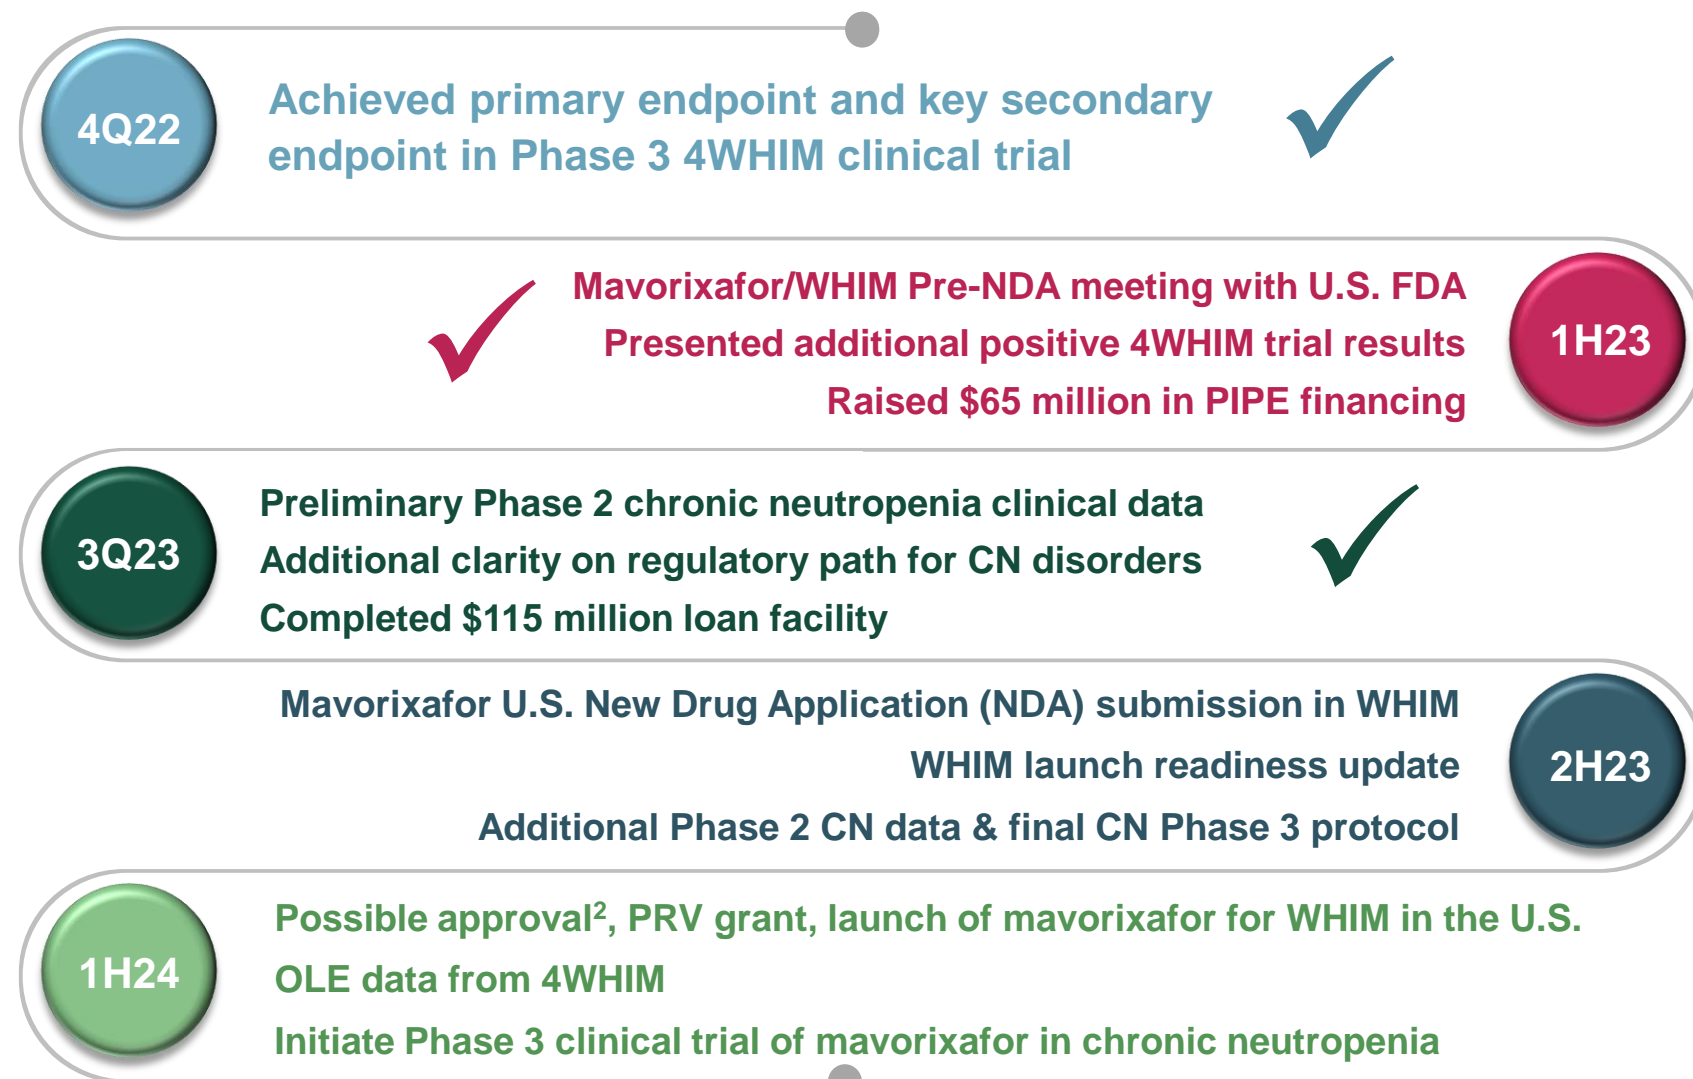 4Q22
Achieved primary endpoint and key secondary
endpoint in Phase 3 4WHIM clinical trial
Mavorixafor/WHIM Pre-NDA meeting with U.S. FDA
Presented additional positive 4WHIM trial results
Raised $65 million in PIPE financing
1H23
3Q23
Preliminary Phase 2 chronic neutropenia clinical data
Additional clarity on regulatory path for CN disorders
Completed $115 million loan facility
Mavorixafor U.S. New Drug Application (NDA) submission in WHIM
WHIM launch readiness update
Additional Phase 2 CN data & final CN Phase 3 protocol
2H23
1H24
Possible approval², PRV grant, launch of mavorixafor for WHIM in the U.S.
OLE data from 4WHIM
Initiate Phase 3 clinical trial of mavorixafor in chronic neutropenia